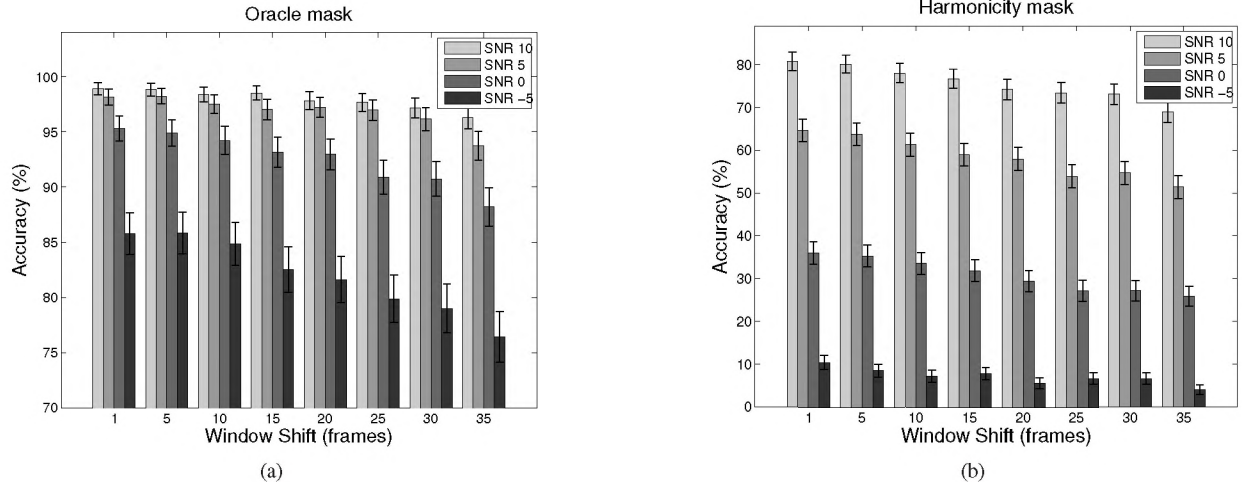 Oracle mask
SNR 10
SNR 5
SNR 0
SNR −5
100
95
90
85
80
75
70
Accuracy (%)
1 5 10 15 20 25 30 35
Window Shift (frames)
(a)
Harmonicity mask
SNR 10
SNR 5
SNR 0
SNR −5
80
70
60
50
40
30
20
10
0
Accuracy (%)
1 5 10 15 20 25 30 35
Window Shift (frames)
(b)